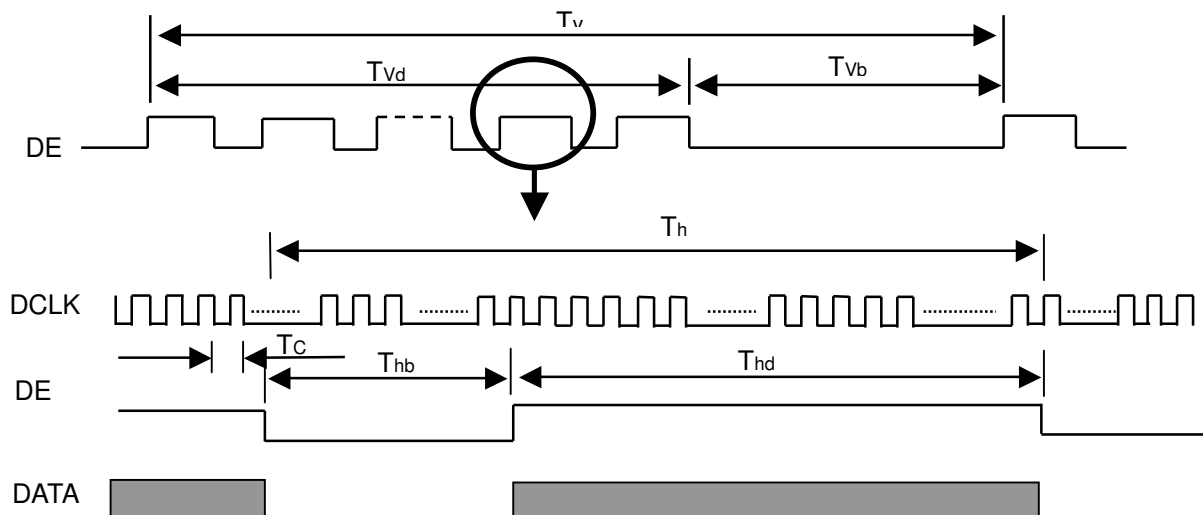 Tv
TVd
TVb
DE
Th
DCLK
TC
Thb
Thd
DE
DATA